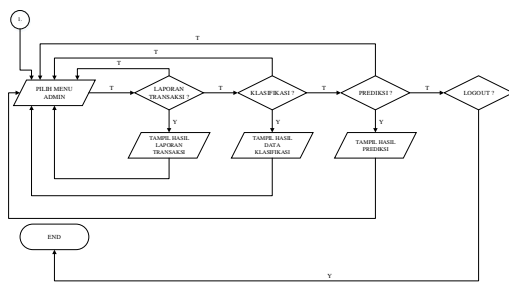 1.
T
T
T
PILIH MENU
ADMIN
T
LAPORAN
TRANSAKSI ?
T
KLASIFIKASI ?
T
PREDIKSI ?
T
LOGOUT ?
Y
Y
Y
TAMPIL HASIL
LAPORAN
TRANSAKSI
TAMPIL HASIL
DATA
KLASIFIKASI
TAMPIL HASIL
PREDIKSI
END
Y